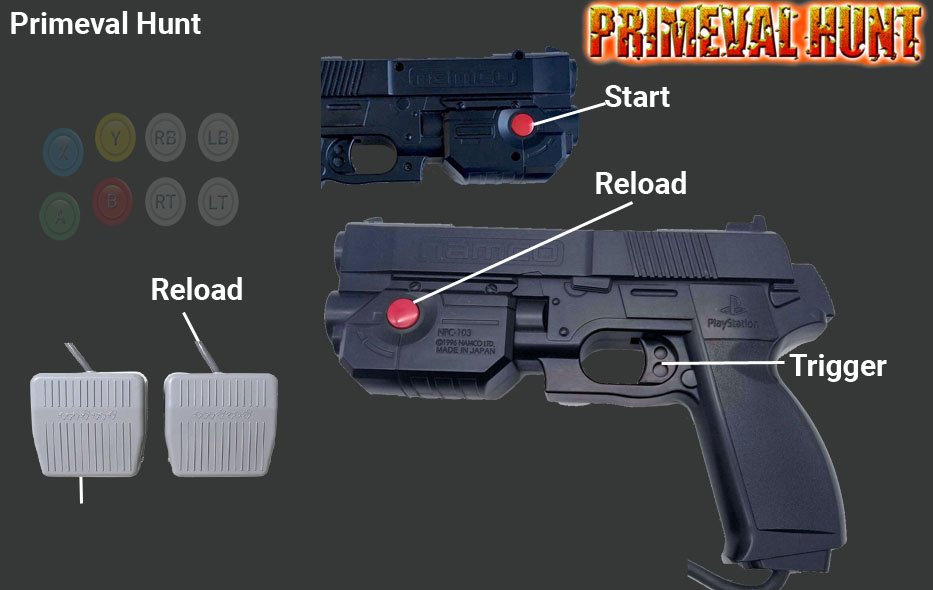 Primeval Hunt
PRIMEVAL HUNT
namco
Start
X
Y
RB
LB
A
B
RT
LT
Reload
namco
NPC-103
©1996 NAMCO LTD.
MADE IN JAPAN
PlayStation
Reload
Trigger